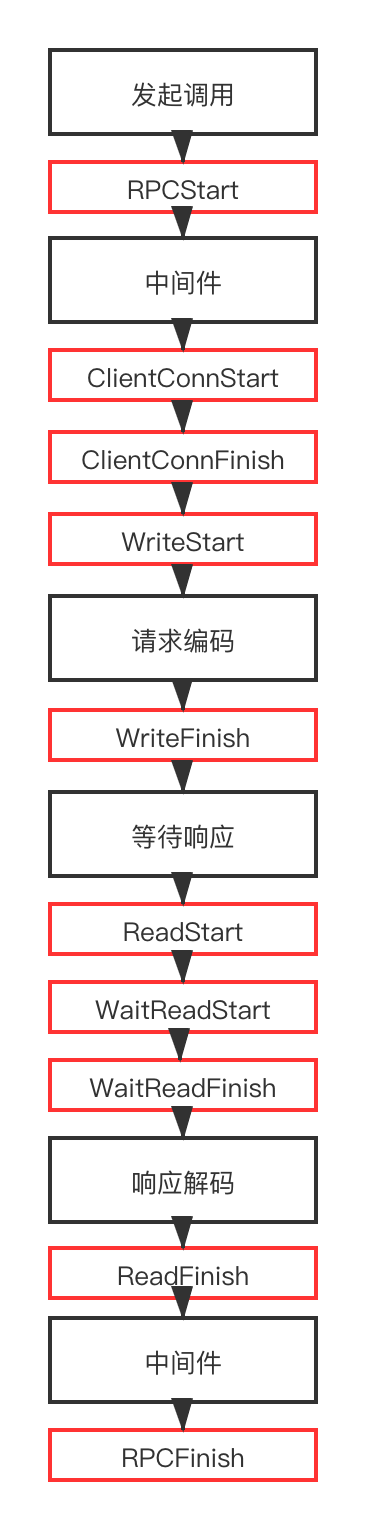 发起调用
RPCStart
中间件
ClientConnStart
ClientConnFinish
WriteStart
请求编码
WriteFinish
等待响应
ReadStart
WaitReadStart
WaitReadFinish
响应解码
ReadFinish
中间件
RPCFinish